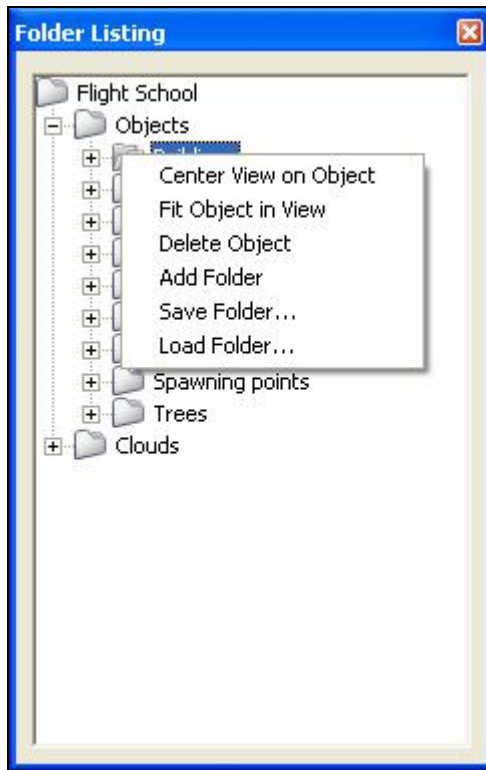 Folder Listing
Flight School
Objects
Center View on Object
Fit Object in View
Delete Object
Add Folder
Save Folder...
Load Folder...
Spawning points
Trees
Clouds